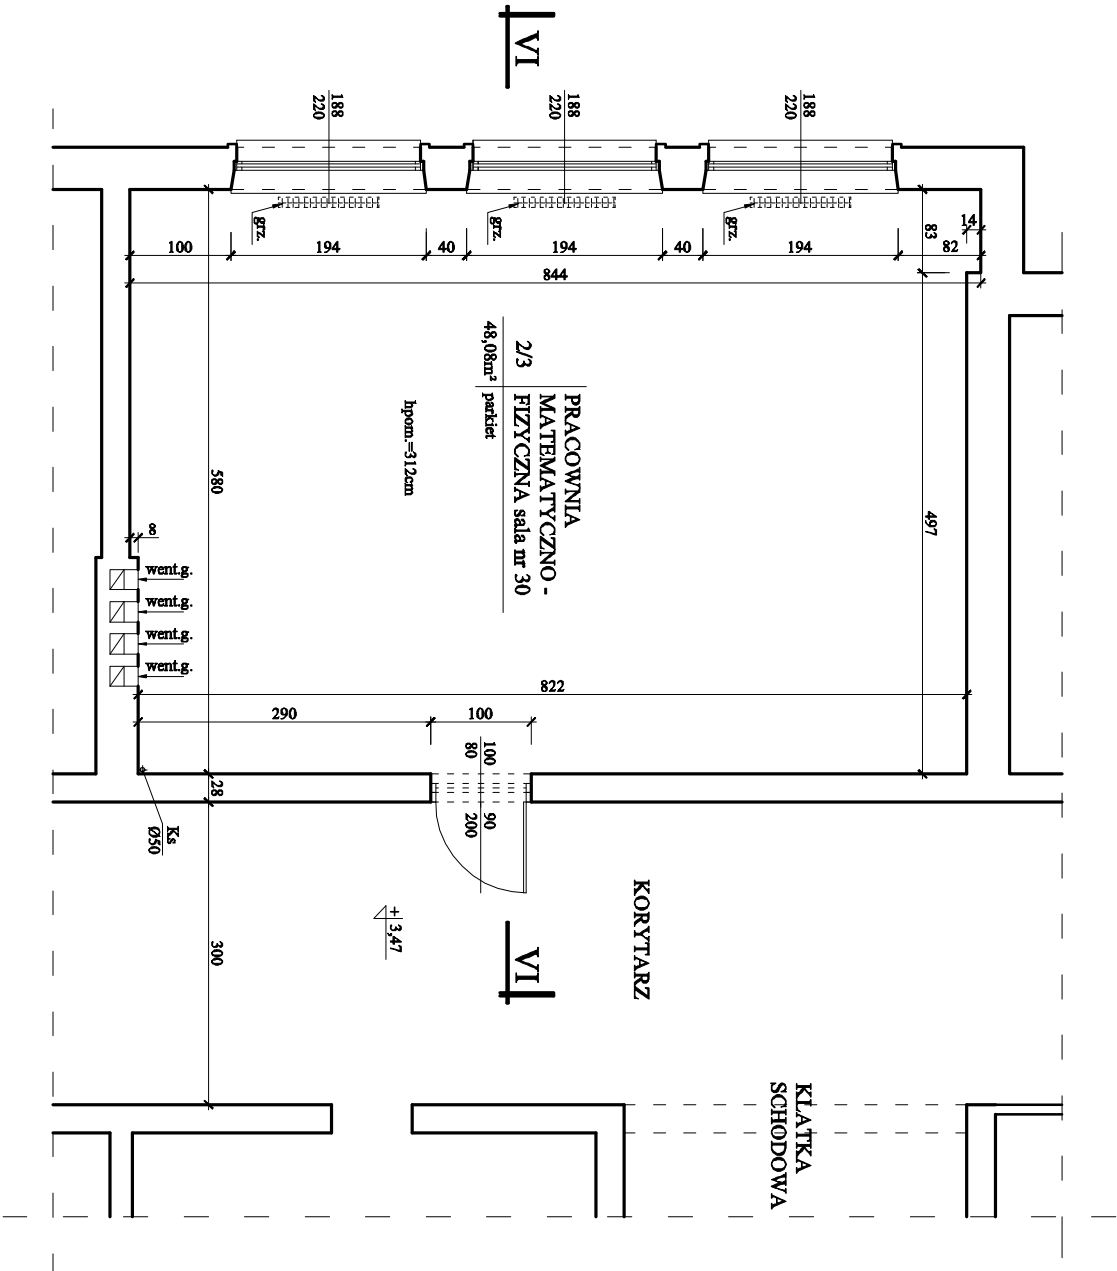 VI
188
220
188
220
188
220
grz.
grz.
grz.
100
194
40
194
40
194
82
83
14
844
2/3
PRACOWNIA
MATEMATYCZNO -
FIZYCZNA sala nr 30
48,08m²
parkiet
hpom.=312cm
580
497
8
went.g.
went.g.
went.g.
went.g.
822
290
100
100
80
90
200
28
Ks
Ø50
KORYTARZ
+
3,47
VI
300
KLATKA
SCHODOWA